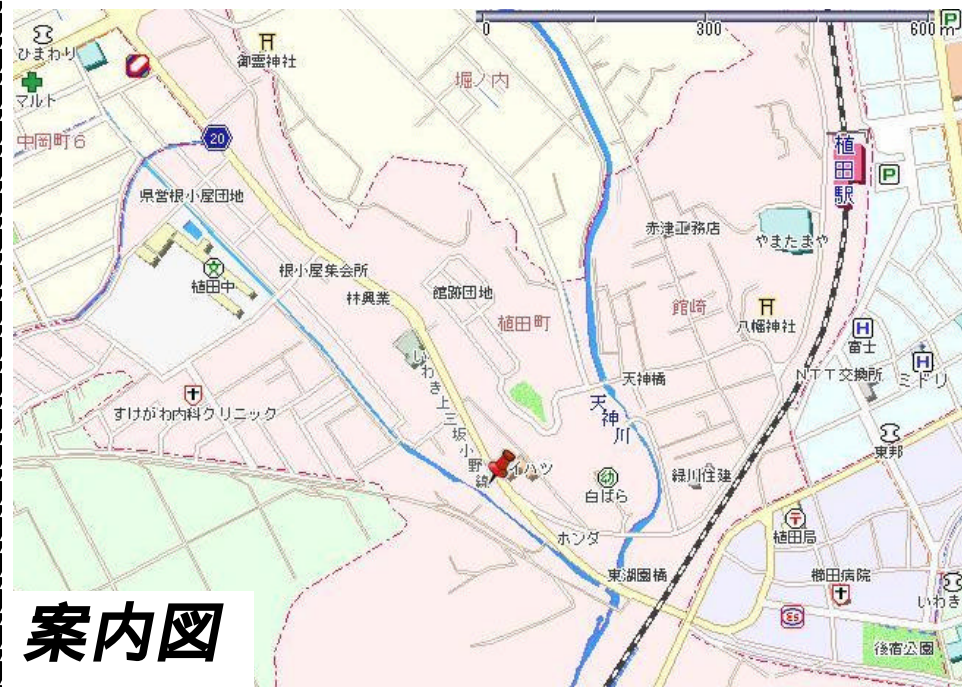 0
300
600 m
P
ひまわり
マルト
御霊神社
堀ノ内
中岡町6
20
植田駅
P
県営根小屋団地
赤津工務店
やまたまや
植田中
根小屋集会所
林興業
館跡団地
植田町
館崎
八幡神社
H
富士
H
ミドリ
NTT交換所
天神橋
天神川
すけがわ内科クリニック
いわき上三坂小野線
イハツ
幼
白ばら
緑川住建
東邦
ホンダ
植田局
東湖園橋
櫛田病院
いわき
ES
後宿公園
案内図